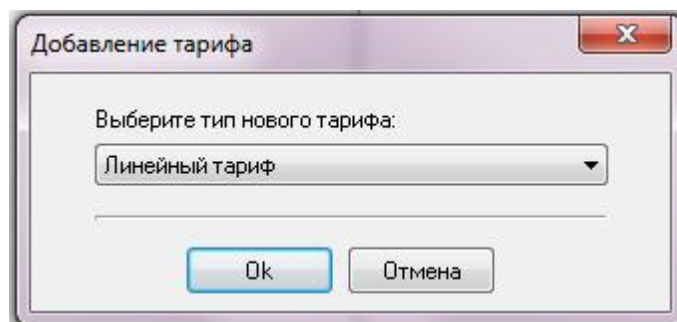 Добавление тарифа
Выберите тип нового тарифа:
Линейный тариф
Ok
Отмена